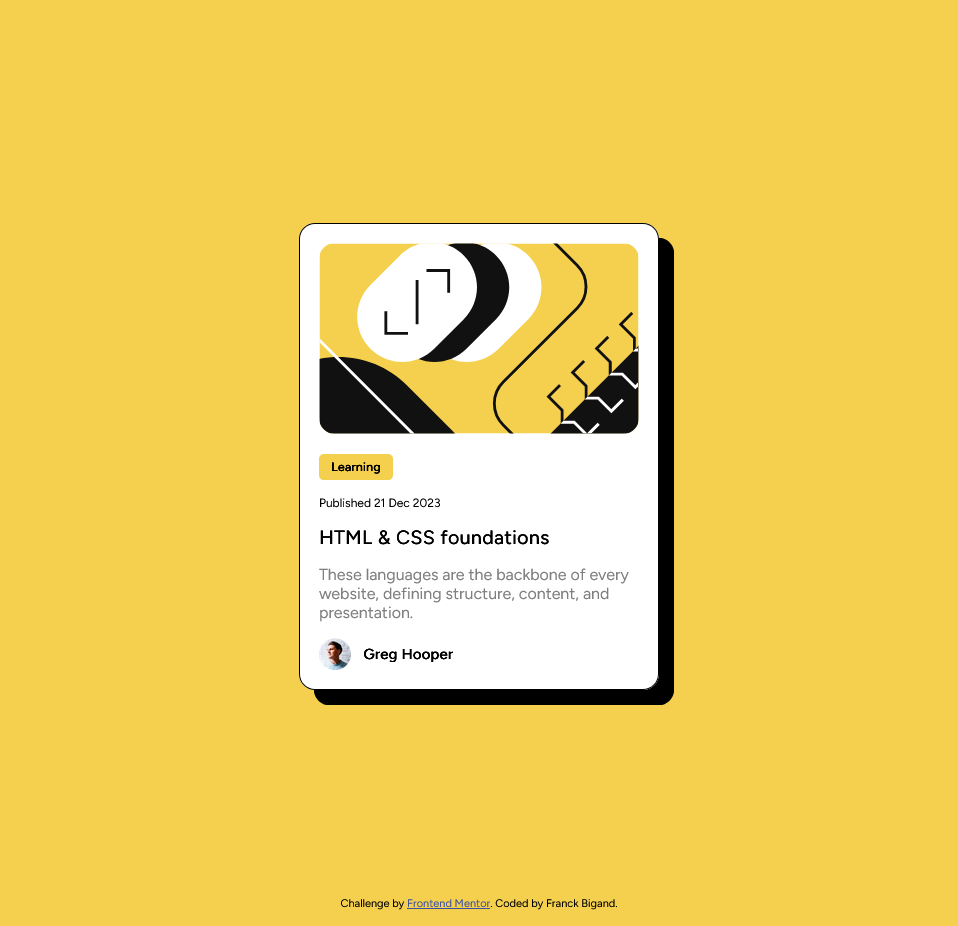 Learning
Published 21 Dec 2023
HTML & CSS foundations
These languages are the backbone of every
website, defining structure, content, and
presentation.
Greg Hooper
Challenge by Frontend Mentor. Coded by Franck Bigand.